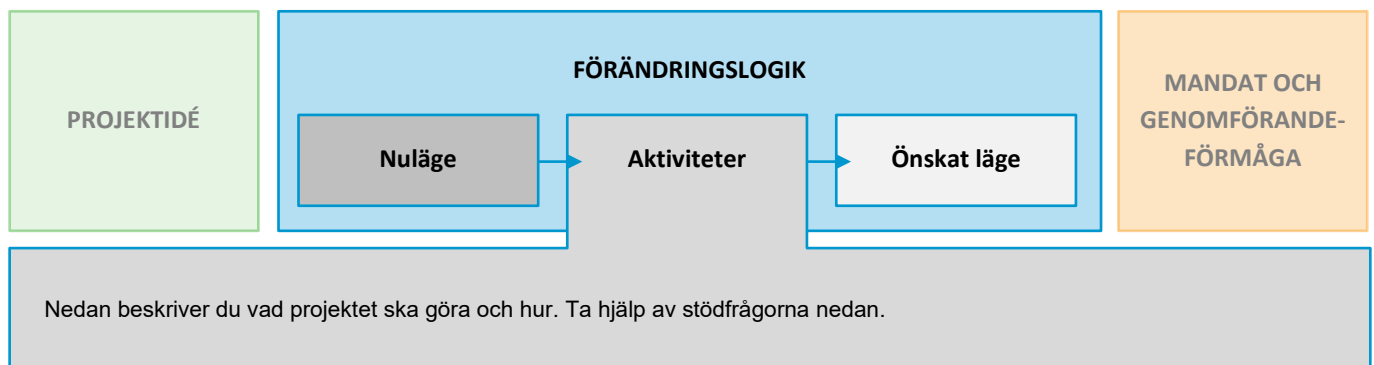 PROJEKTIDÉ
FÖRÄNDRINGSLOGIK
Nuläge
Aktiviteter
Önskat läge
MANDAT OCH
GENOMFÖRANDE-
FÖRMÅGA
Nedan beskriver du vad projektet ska göra och hur. Ta hjälp av stödfrågorna nedan.